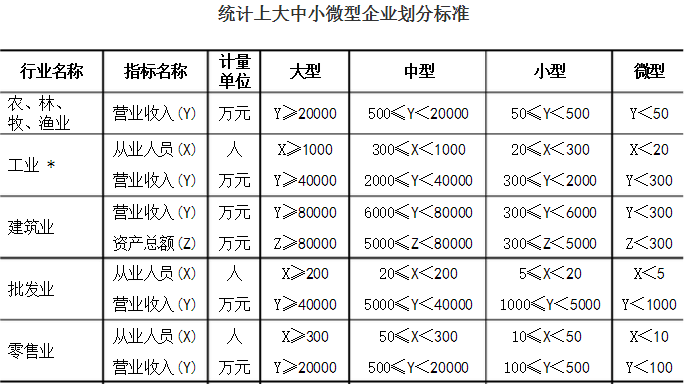 统计上大中小微型企业划分标准
行业名称 指标名称 计量单位 大型 中型 小型 微型
农、林、牧、渔业 营业收入(Y) 万元 Y≥20000 500≤Y＜20000 50≤Y＜500 Y＜50
工业 * 从业人员(X) 人 X≥1000 300≤X＜1000 20≤X＜300 X＜20
营业收入(Y) 万元 Y≥40000 2000≤Y＜40000 300≤Y＜2000 Y＜300
建筑业 营业收入(Y) 万元 Y≥80000 6000≤Y＜80000 300≤Y＜6000 Y＜300
资产总额(Z) 万元 Z≥80000 5000≤Z＜80000 300≤Z＜5000 Z＜300
批发业 从业人员(X) 人 X≥200 20≤X＜200 5≤X＜20 X＜5
营业收入(Y) 万元 Y≥40000 5000≤Y＜40000 1000≤Y＜5000 Y＜1000
零售业 从业人员(X) 人 X≥300 50≤X＜300 10≤X＜50 X＜10
营业收入(Y) 万元 Y≥20000 500≤Y＜20000 100≤Y＜500 Y＜100